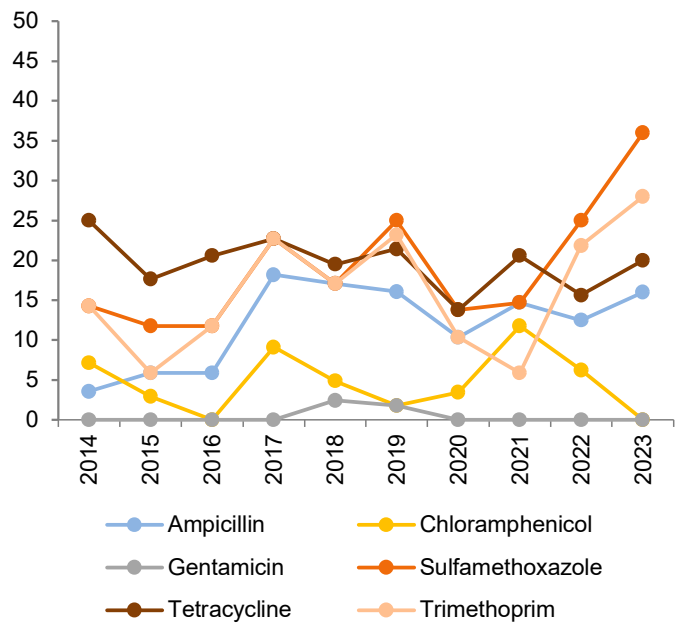 50
45
40
35
30
25
20
15
10
5
0
2014 2015 2016 2017 2018 2019 2020 2021 2022 2023
Ampicillin Chloramphenicol
Gentamicin Sulfamethoxazole
Tetracycline Trimethoprim